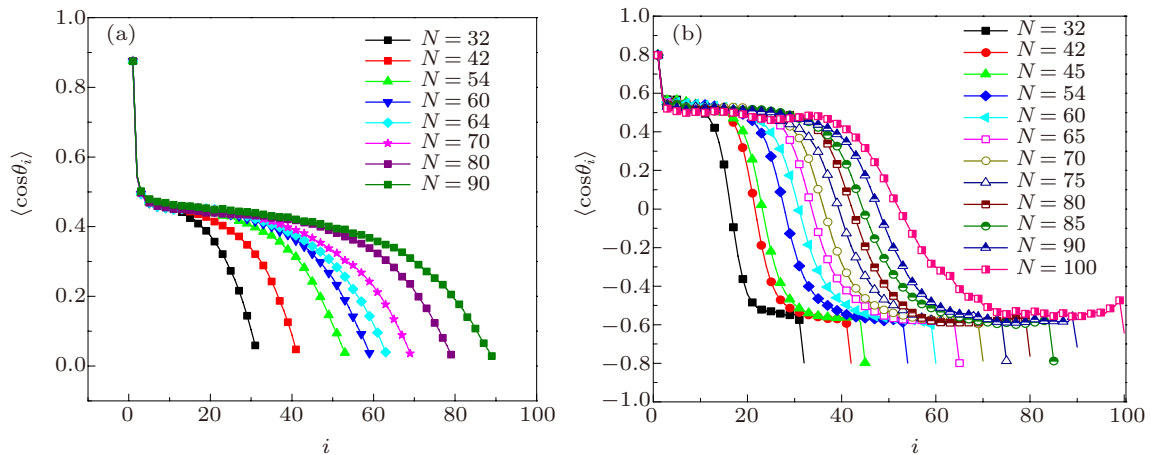 (a)
N = 32
N = 42
N = 54
N = 60
N = 64
N = 70
N = 80
N = 90
1.0
0.8
0.6
0.4
0.2
0.0
⟨cosθᵢ⟩
0 20 40 60 80 100
i
(b)
N = 32
N = 42
N = 45
N = 54
N = 60
N = 65
N = 70
N = 75
N = 80
N = 85
N = 90
N = 100
1.0
0.8
0.6
0.4
0.2
0
−0.2
−0.4
−0.6
−0.8
−1.0
⟨cosθᵢ⟩
0 20 40 60 80 100
i